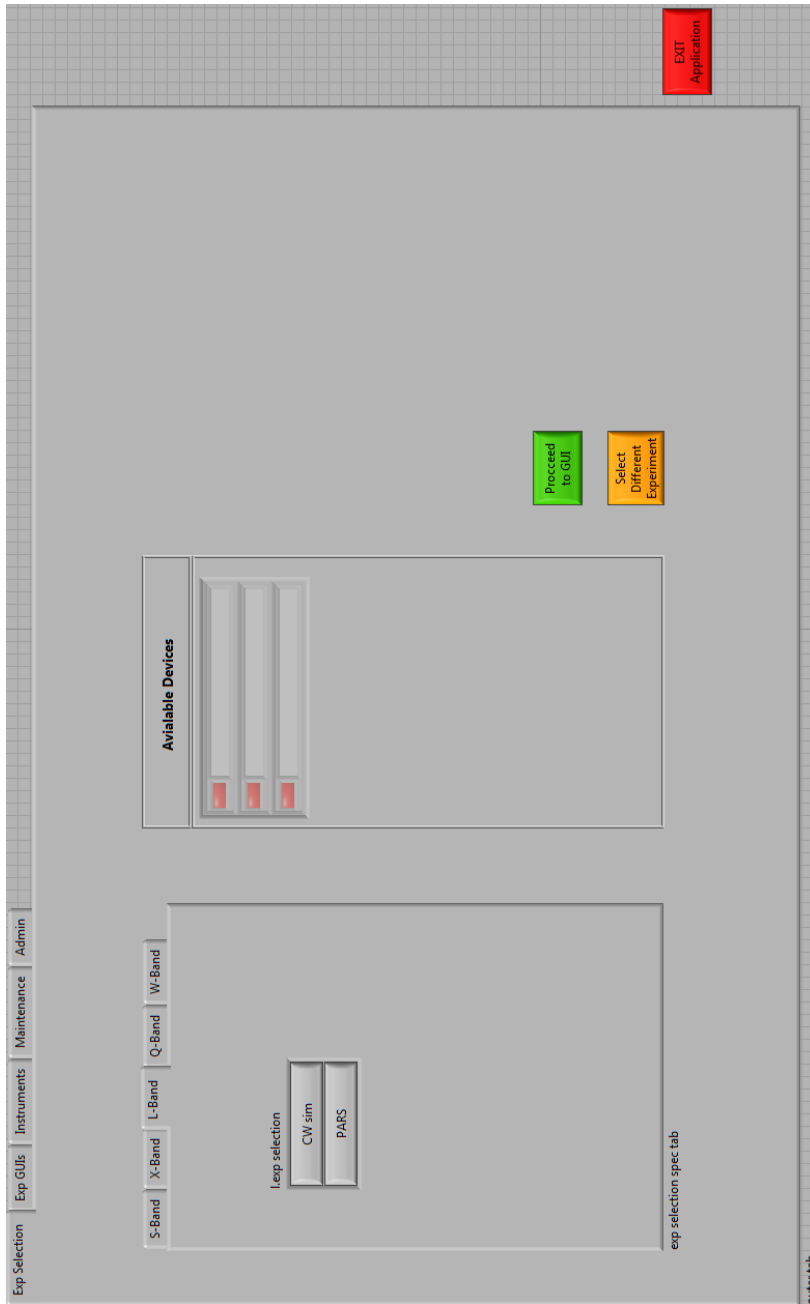 Exp Selection
Exp GUIs
Instruments
Maintenance
Admin
S-Band
X-Band
L-Band
Q-Band
W-Band
l.exp selection
CW sim
PARS
exp selection spec tab
Avialable Devices
Procceed
to GUI
Select
Different
Experiment
EXIT
Application